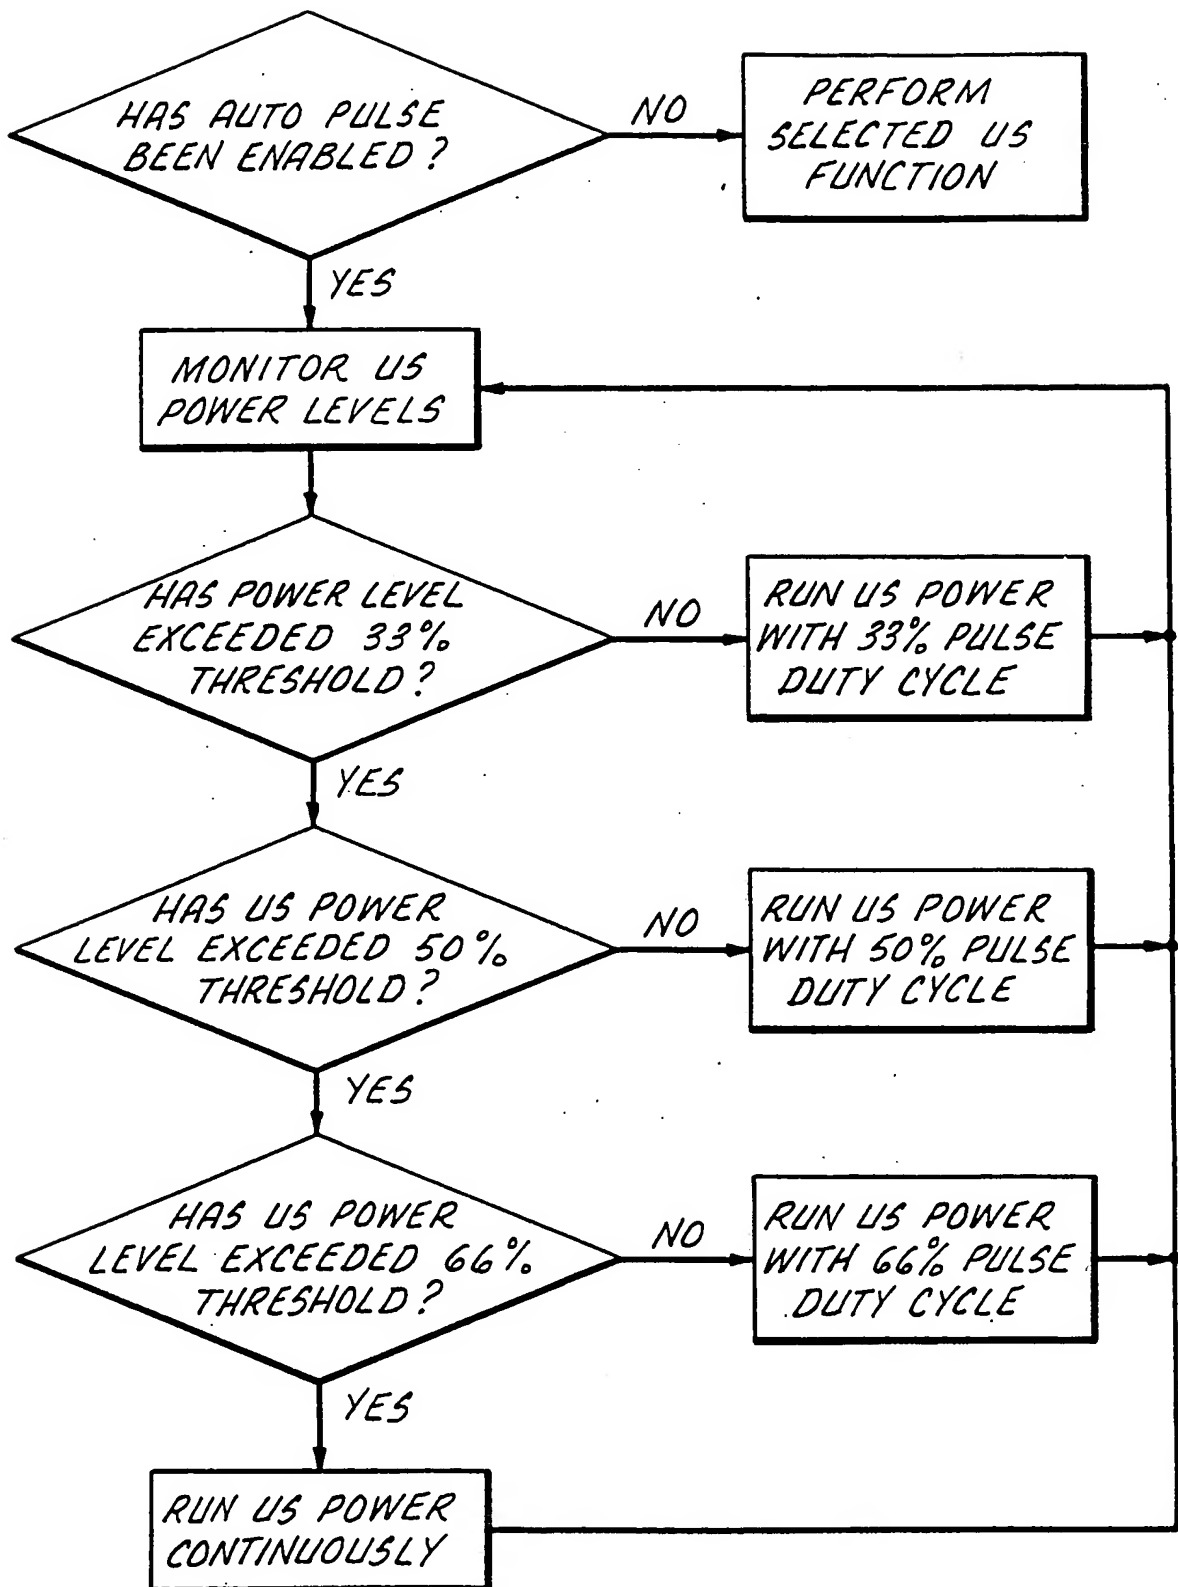 HAS AUTO PULSE
BEEN ENABLED?
NO
PERFORM
SELECTED US
FUNCTION
YES
MONITOR US
POWER LEVELS
HAS POWER LEVEL
EXCEEDED 33%
THRESHOLD?
NO
RUN US POWER
WITH 33% PULSE
DUTY CYCLE
YES
HAS US POWER
LEVEL EXCEEDED 50%
THRESHOLD?
NO
RUN US POWER
WITH 50% PULSE
DUTY CYCLE
YES
HAS US POWER
LEVEL EXCEEDED 66%
THRESHOLD?
NO
RUN US POWER
WITH 66% PULSE
DUTY CYCLE
YES
RUN US POWER
CONTINUOUSLY